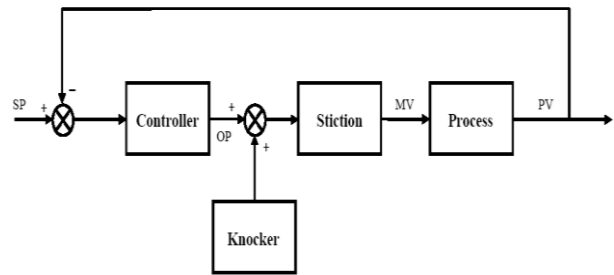 SP
+
−
Controller
+
OP
+
Stiction
MV
Process
PV
Knocker